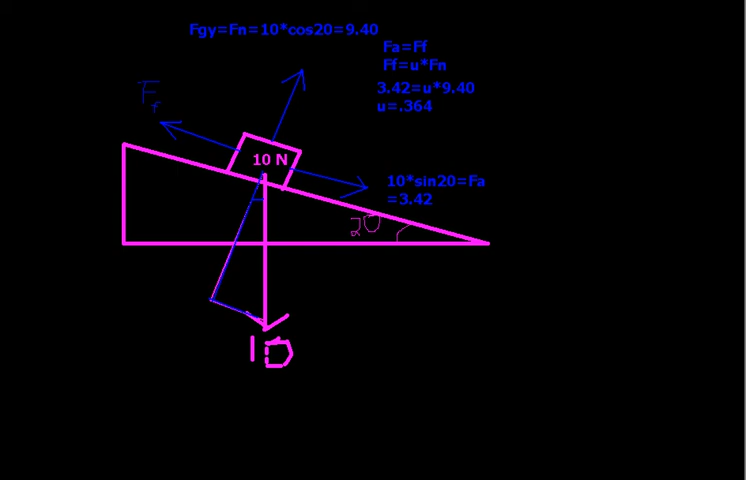 Fgy=Fn=10*cos20=9.40
Fa=Ff
Ff=u*Fn
3.42=u*9.40
u=.364
Ff
10 N
10*sin20=Fa
=3.42
20
10